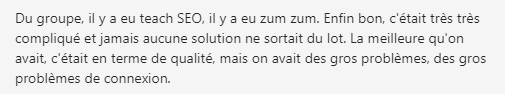 Du groupe, il y a eu teach SEO, il y a eu zum zum. Enfin bon, c'était très très
compliqué et jamais aucune solution ne sortait du lot. La meilleure qu'on
avait, c'était en terme de qualité, mais on avait des gros problèmes, des gros
problèmes de connexion.